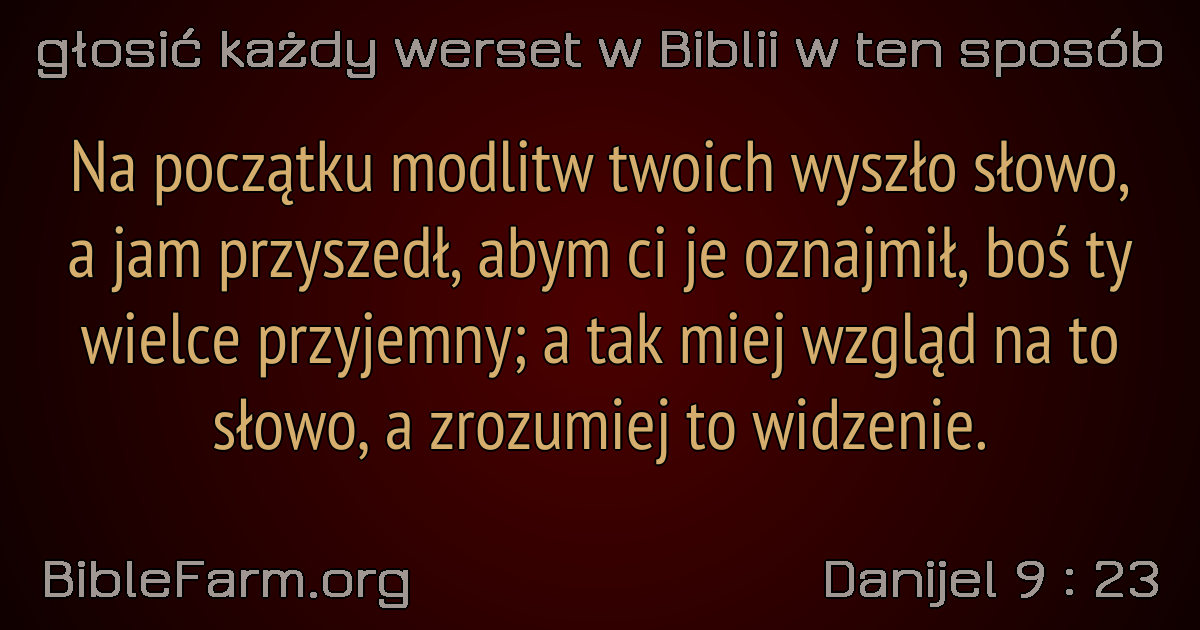 głosić każdy werset w Biblii w ten sposób
Na początku modlitw twoich wyszło słowo,
a jam przyszedł, abym ci je oznajmił, boś ty
wielce przyjemny; a tak miej wzgląd na to
słowo, a zrozumiej to widzenie.
BibleFarm.org
Danijel 9 : 23